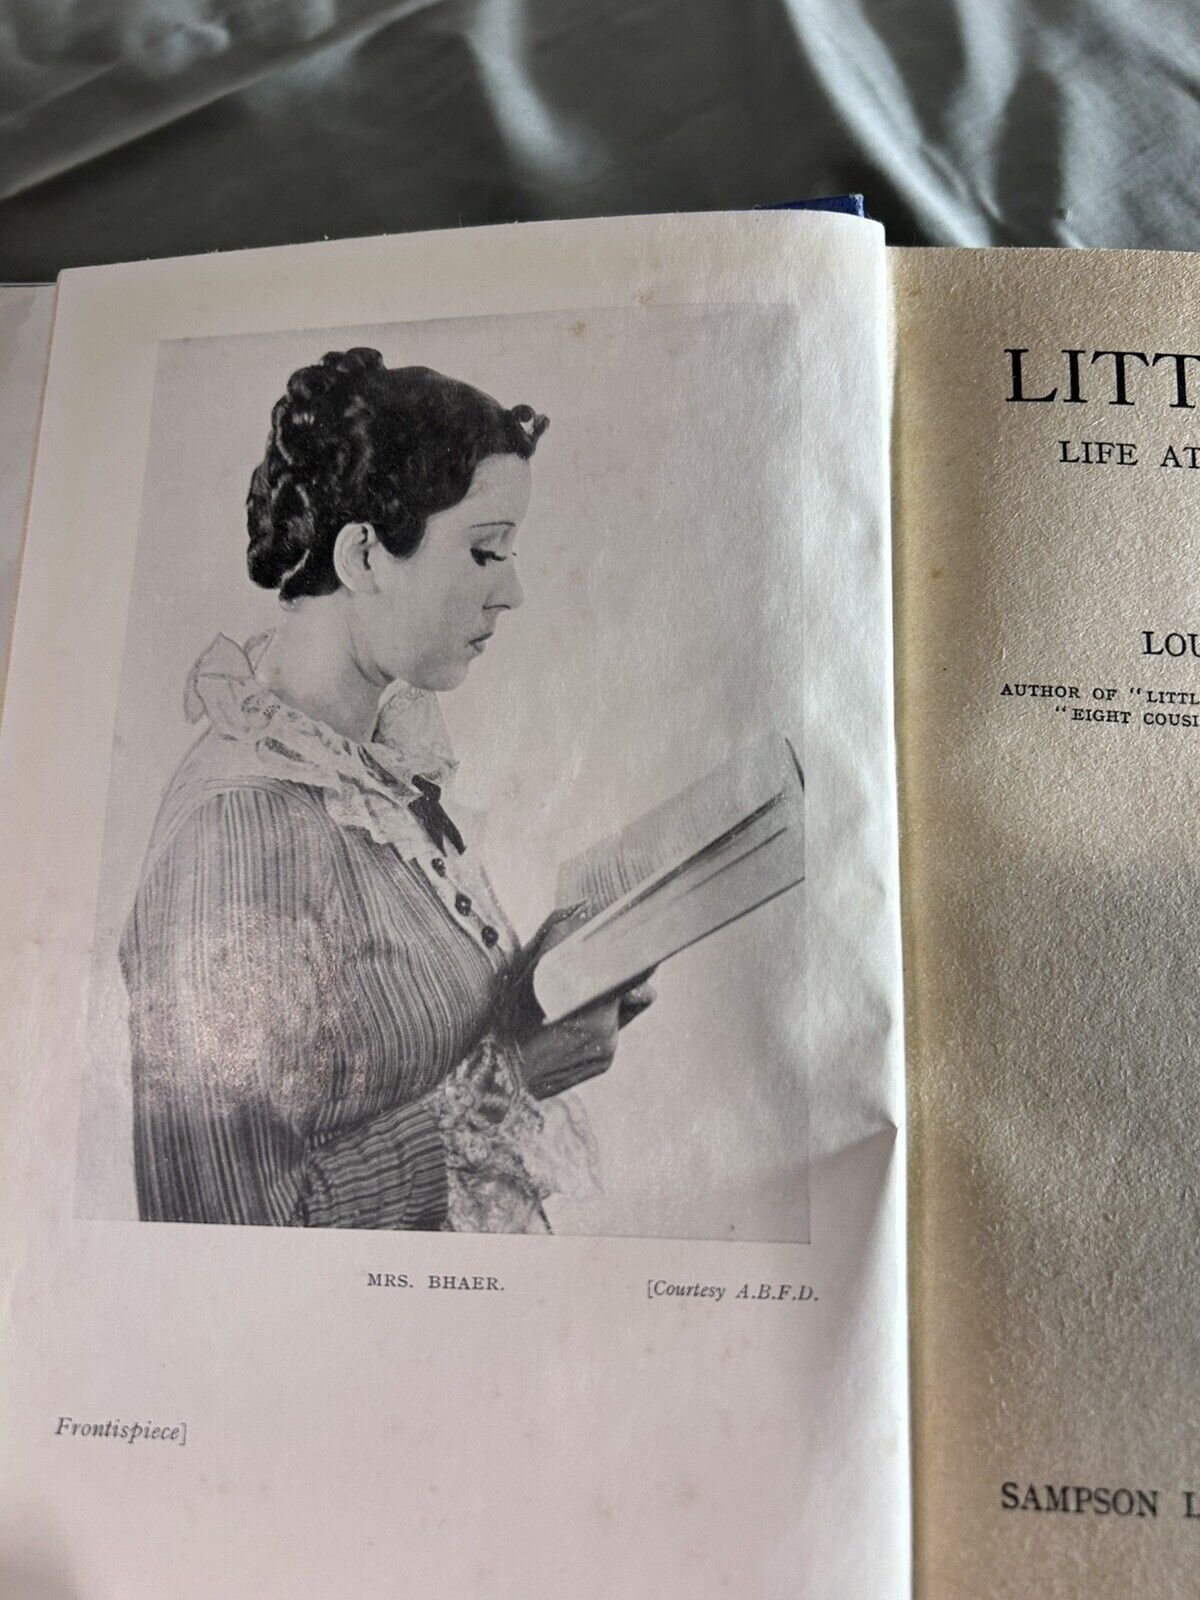 MRS. BHAER.
[Courtesy A.B.F.D.
Frontispiece]
LITT
LIFE AT
LOU
AUTHOR OF "LITTL
"EIGHT COUSI
SAMPSON L